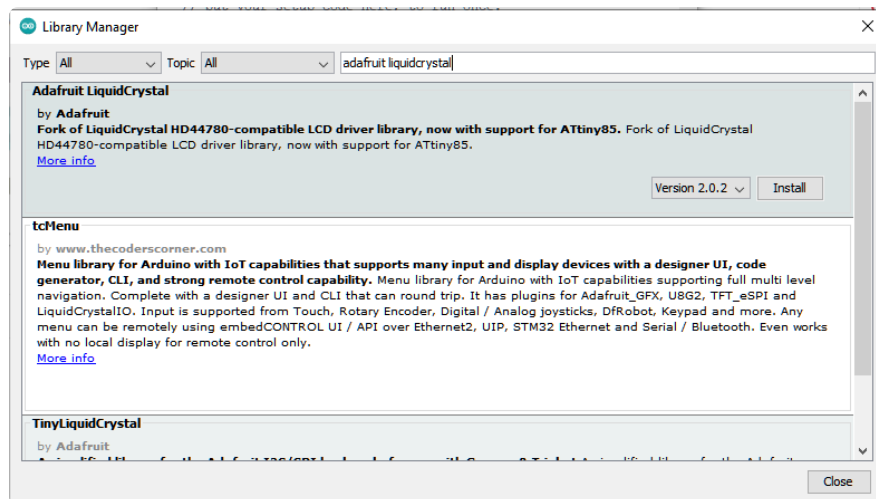 // put your setup code here, to run once:
Library Manager
Type All Topic All adafruit liquidcrystal
Adafruit LiquidCrystal
by Adafruit
Fork of LiquidCrystal HD44780-compatible LCD driver library, now with support for ATtiny85. Fork of LiquidCrystal
HD44780-compatible LCD driver library, now with support for ATtiny85.
More info
Version 2.0.2 Install
tcMenu
by www.thecoderscorner.com
Menu library for Arduino with IoT capabilities that supports many input and display devices with a designer UI, code
generator, CLI, and strong remote control capability. Menu library for Arduino with IoT capabilities supporting full multi level
navigation. Complete with a designer UI and CLI that can round trip. It has plugins for Adafruit_GFX, U8G2, TFT_eSPI and
LiquidCrystalIO. Input is supported from Touch, Rotary Encoder, Digital / Analog joysticks, DfRobot, Keypad and more. Any
menu can be remotely using embedCONTROL UI / API over Ethernet2, UIP, STM32 Ethernet and Serial / Bluetooth. Even works
with no local display for remote control only.
More info
TinyLiquidCrystal
by Adafruit
Close